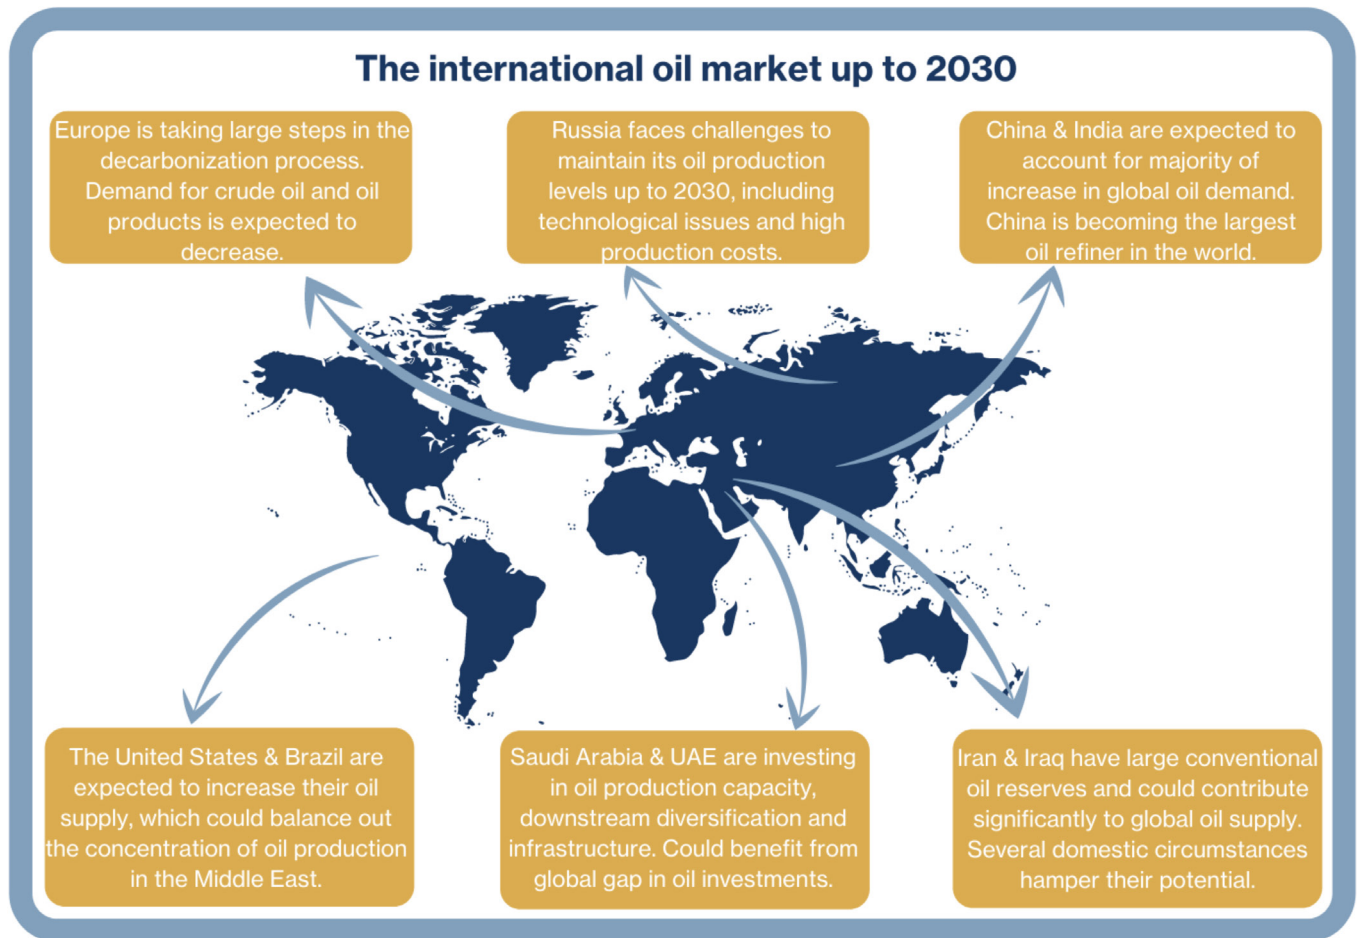 The international oil market up to 2030
Europe is taking large steps in the
decarbonization process.
Demand for crude oil and oil
products is expected to
decrease.
Russia faces challenges to
maintain its oil production
levels up to 2030, including
technological issues and high
production costs.
China & India are expected to
account for majority of
increase in global oil demand.
China is becoming the largest
oil refiner in the world.
The United States & Brazil are
expected to increase their oil
supply, which could balance out
the concentration of oil production
in the Middle East.
Saudi Arabia & UAE are investing
in oil production capacity,
downstream diversification and
infrastructure. Could benefit from
global gap in oil investments.
Iran & Iraq have large conventional
oil reserves and could contribute
significantly to global oil supply.
Several domestic circumstances
hamper their potential.